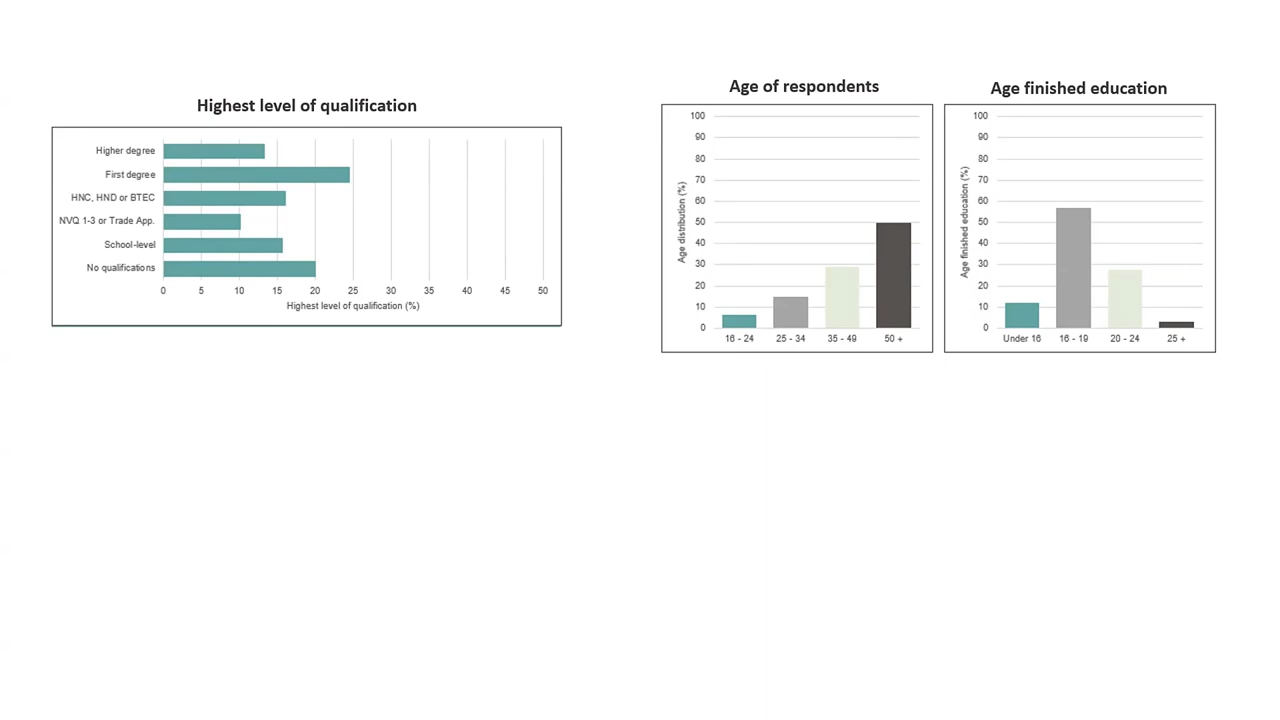 Highest level of qualification
Higher degree
First degree
HNC, HND or BTEC
NVQ 1-3 or Trade App.
School-level
No qualifications
0 5 10 15 20 25 30 35 40 45 50
Highest level of qualification (%)
Age of respondents
Age distribution (%)
100
90
80
70
60
50
40
30
20
10
0
16 - 24 25 - 34 35 - 49 50 +
Age finished education
Age finished education (%)
100
90
80
70
60
50
40
30
20
10
0
Under 16 16 - 19 20 - 24 25 +